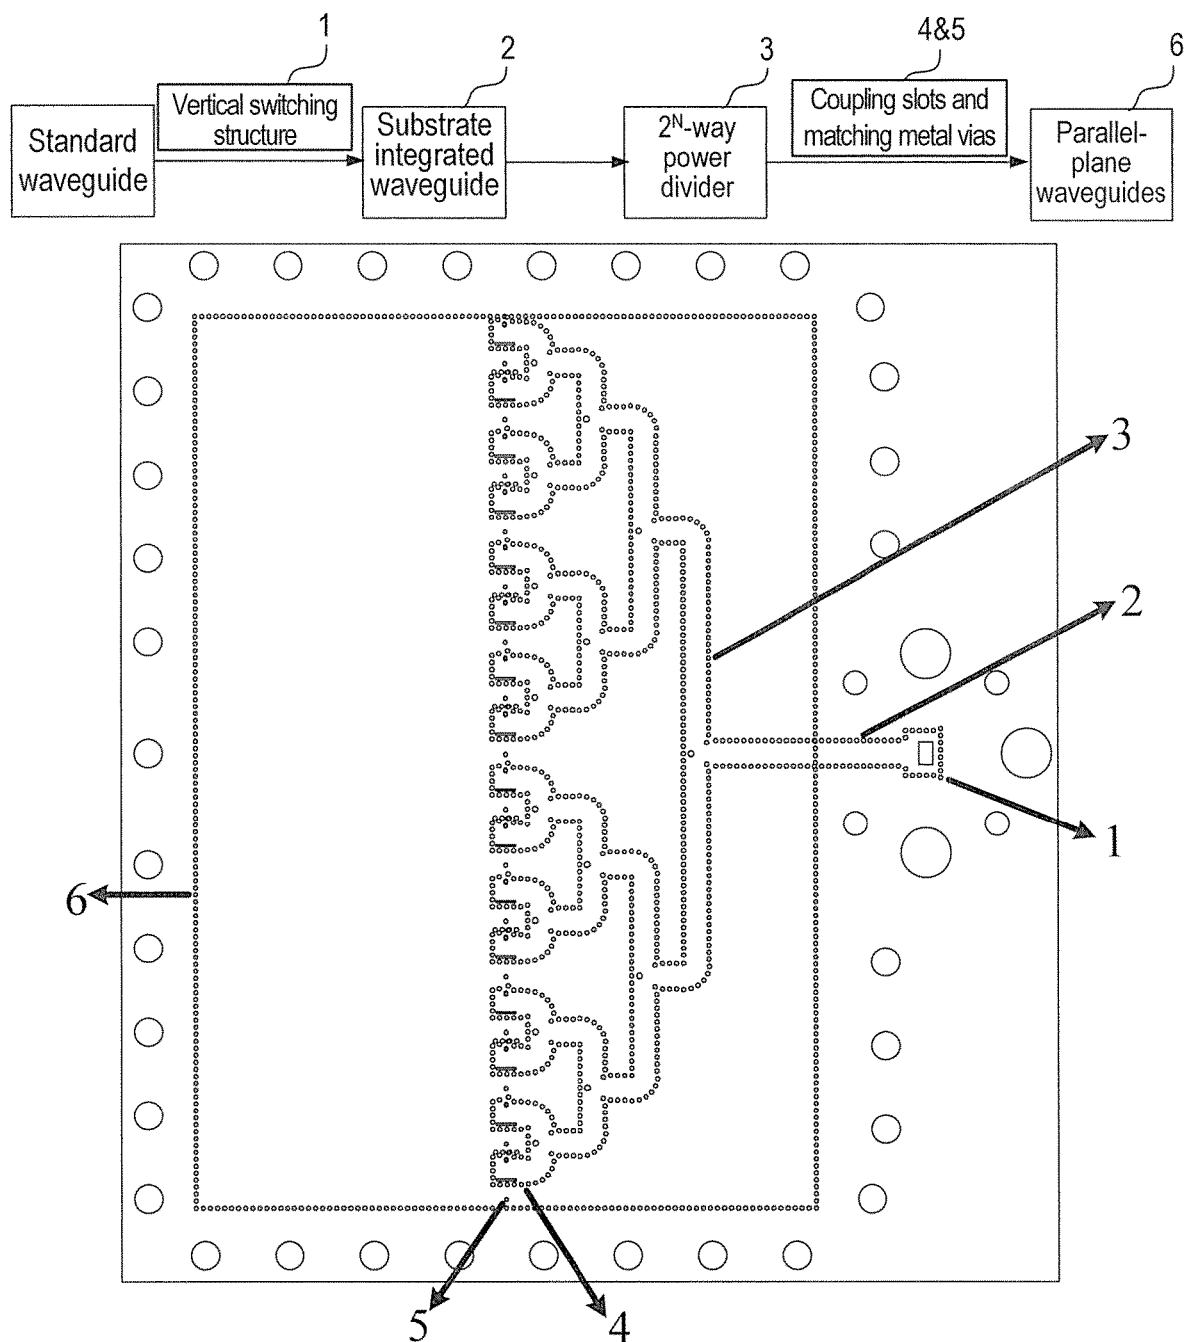 1
2
3
4&5
6
Standard
waveguide
Vertical switching
structure
Substrate
integrated
waveguide
2ᴺ-way
power
divider
Coupling slots and
matching metal vias
Parallel-
plane
waveguides
3
2
1
6
5
4